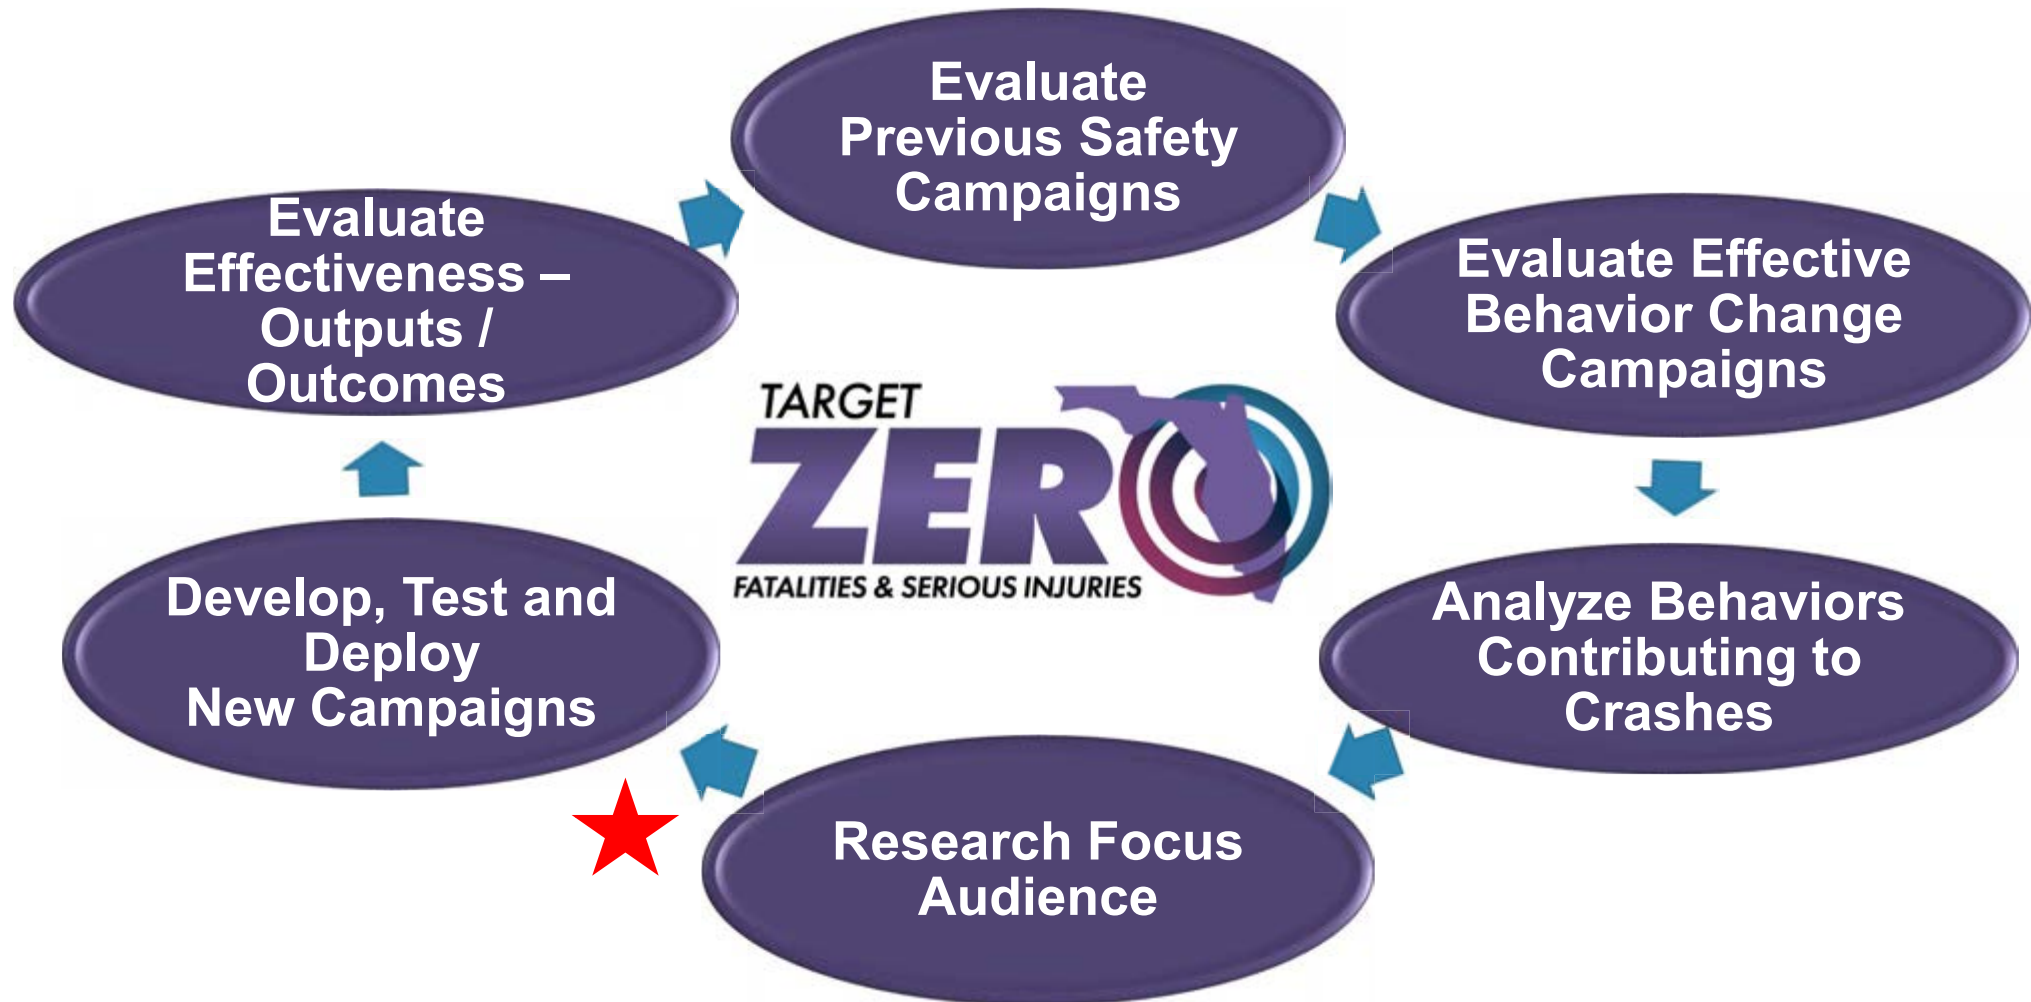 Evaluate
Previous Safety
Campaigns
Evaluate Effective
Behavior Change
Campaigns
Analyze Behaviors
Contributing to
Crashes
Research Focus
Audience
Develop, Test and
Deploy
New Campaigns
Evaluate
Effectiveness –
Outputs /
Outcomes
TARGET
ZERO
FATALITIES & SERIOUS INJURIES